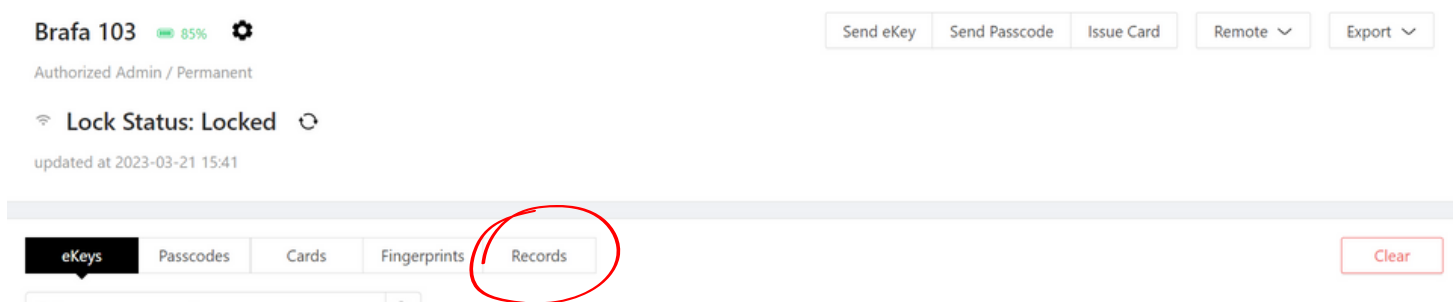 Brafa 103 85%
Send eKey Send Passcode Issue Card Remote Export
Authorized Admin / Permanent
Lock Status: Locked
updated at 2023-03-21 15:41
eKeys Passcodes Cards Fingerprints Records Clear